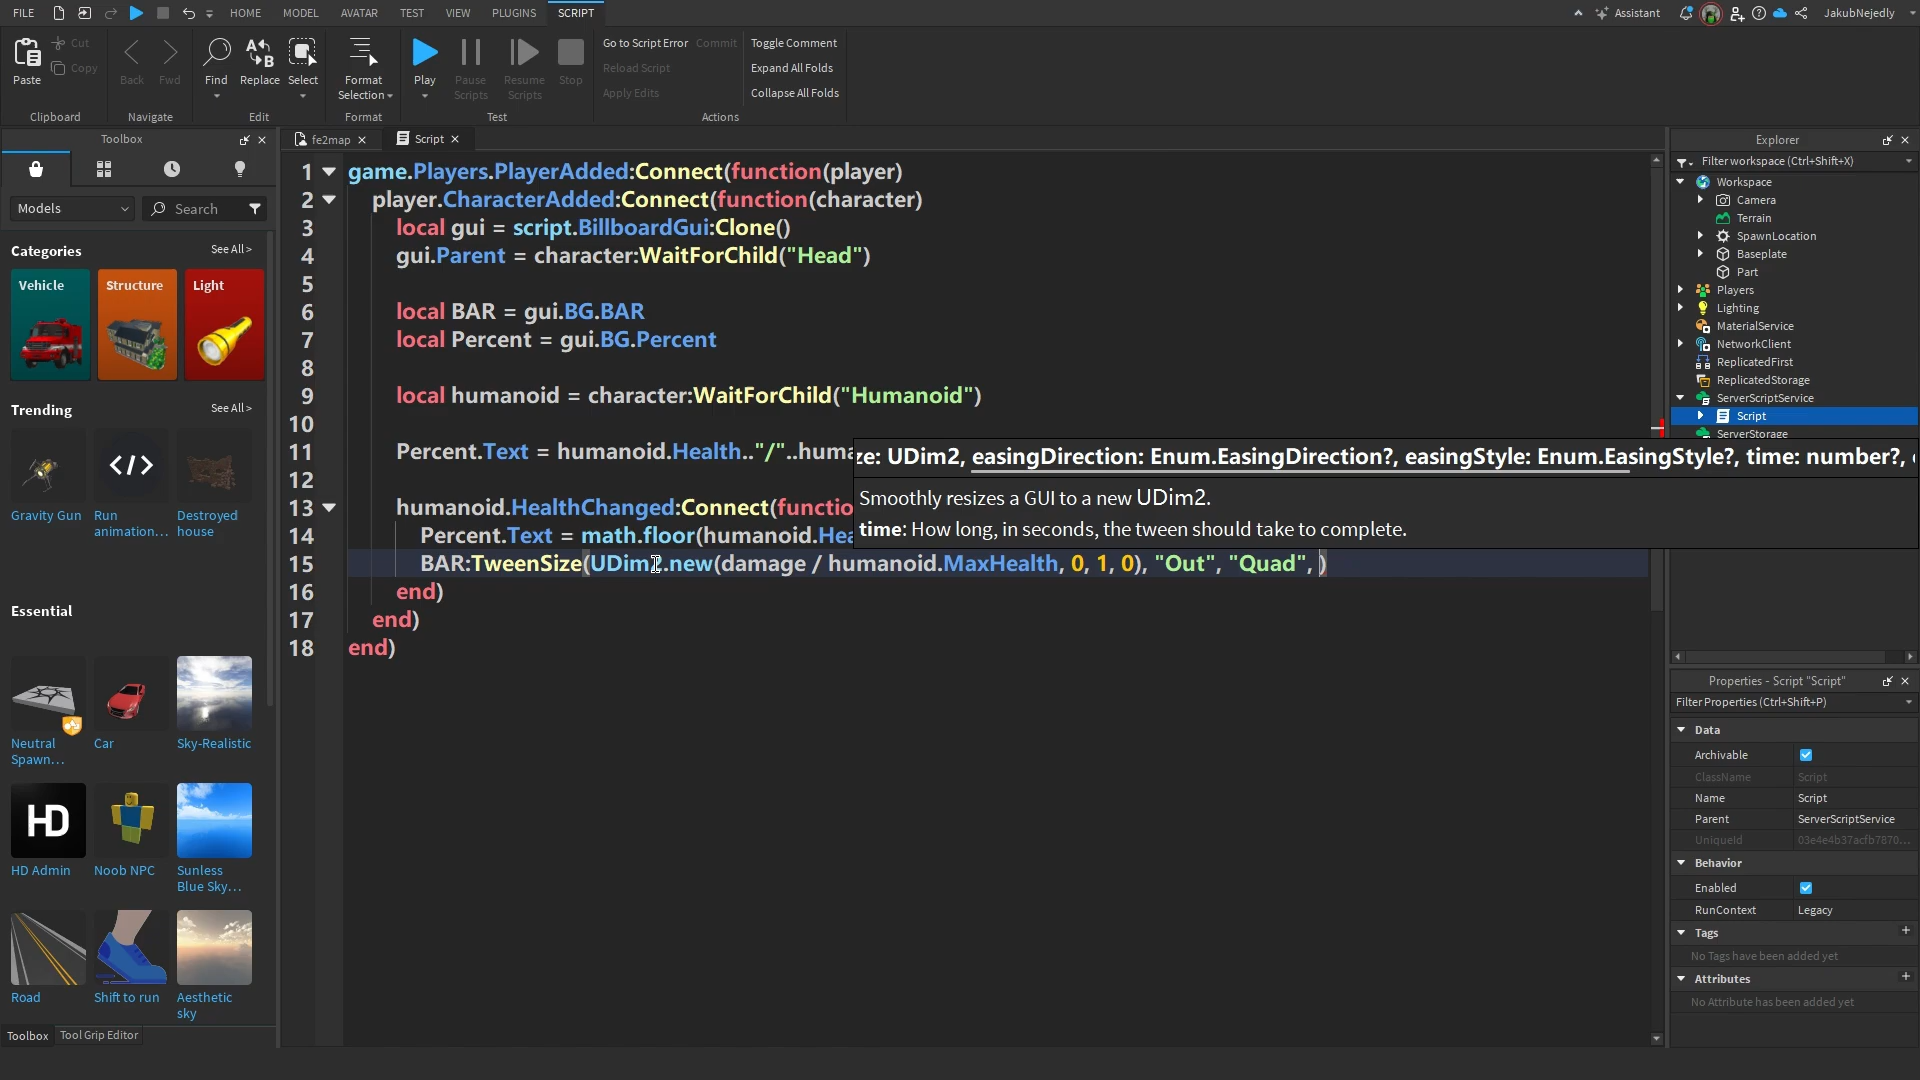 FILE HOME MODEL AVATAR TEST VIEW PLUGINS SCRIPT Assistant JakubNejedly
Paste Cut Copy Back Fwd Find Replace Select Format Selection Play Pause Scripts Resume Scripts Stop Go to Script Error Commit Toggle Comment
Reload Script Expand All Folds
Apply Edits Collapse All Folds
Clipboard Navigate Edit Format Test Actions
Toolbox
Models Search
Categories See All >
Vehicle Structure Light
Trending See All >
Gravity Gun Run animation... Destroyed house
Essential
Neutral Spawn... Car Sky-Realistic
HD
HD Admin Noob NPC Sunless Blue Sky...
Road Shift to run Aesthetic sky
Toolbox Tool Grip Editor
fe2map Script
1 game.Players.PlayerAdded:Connect(function(player)
2 player.CharacterAdded:Connect(function(character)
3 local gui = script.BillboardGui:Clone()
4 gui.Parent = character:WaitForChild("Head")
5
6 local BAR = gui.BG.BAR
7 local Percent = gui.BG.Percent
8
9 local humanoid = character:WaitForChild("Humanoid")
10
11 Percent.Text = humanoid.Health.."/"..huma
12
13 humanoid.HealthChanged:Connect(functio
14 Percent.Text = math.floor(humanoid.Hea
15 BAR:TweenSize(UDim2.new(damage / humanoid.MaxHealth, 0, 1, 0), "Out", "Quad", )
16 end)
17 end)
18 end)
ze: UDim2, easingDirection: Enum.EasingDirection?, easingStyle: Enum.EasingStyle?, time: number?,
Smoothly resizes a GUI to a new UDim2.
time: How long, in seconds, the tween should take to complete.
Explorer
Filter workspace (Ctrl+Shift+X)
Workspace
Camera
Terrain
SpawnLocation
Baseplate
Part
Players
Lighting
MaterialService
NetworkClient
ReplicatedFirst
ReplicatedStorage
ServerScriptService
Script
ServerStorage
Properties - Script "Script"
Filter Properties (Ctrl+Shift+P)
Data
Archivable
ClassName Script
Name Script
Parent ServerScriptService
UniqueId 03e4e4b37acfb7870...
Behavior
Enabled
RunContext Legacy
Tags +
No Tags have been added yet
Attributes +
No Attribute has been added yet